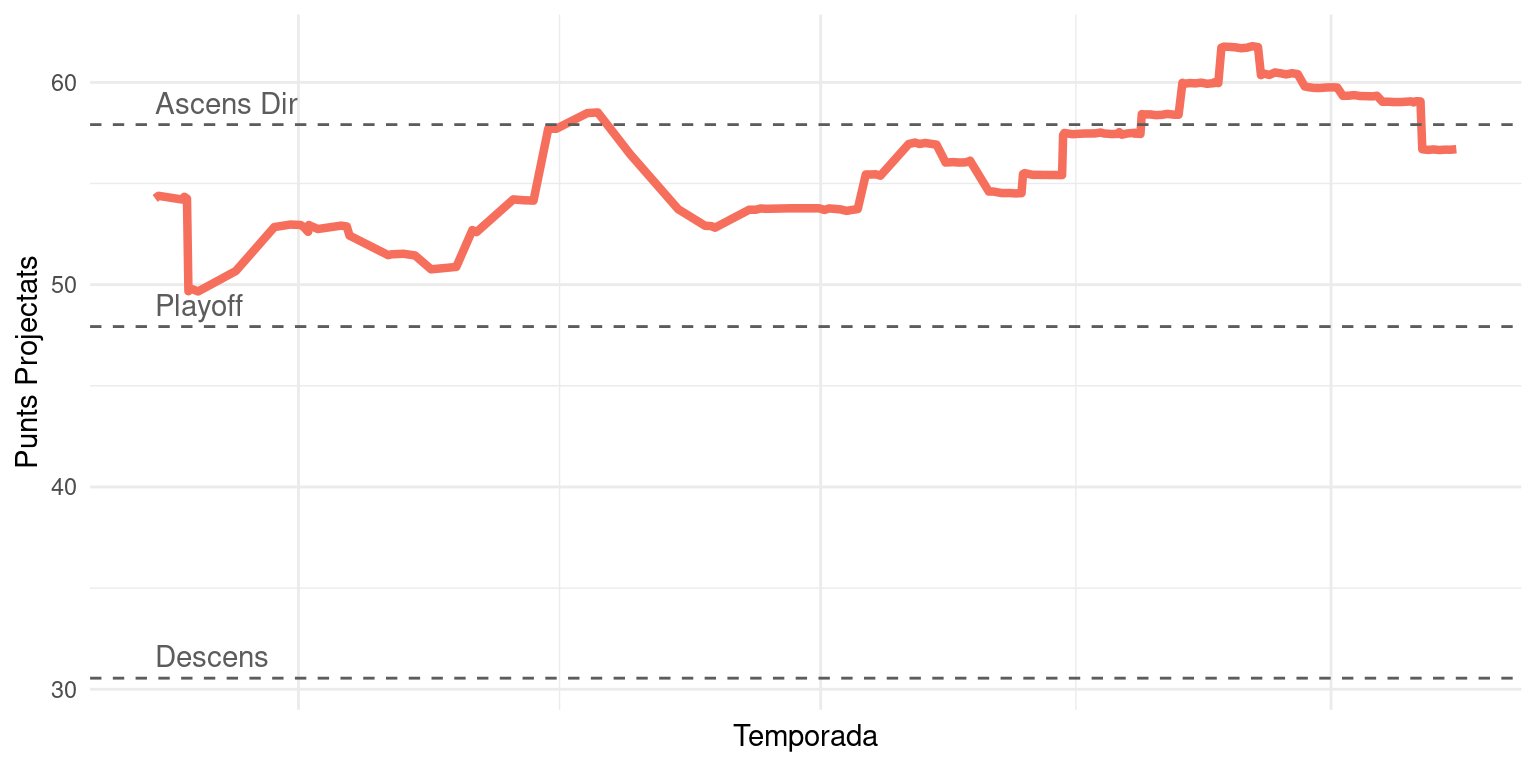 60
Ascens Dir
50
Playoff
40
Descens
30
Punts Projectats
Temporada